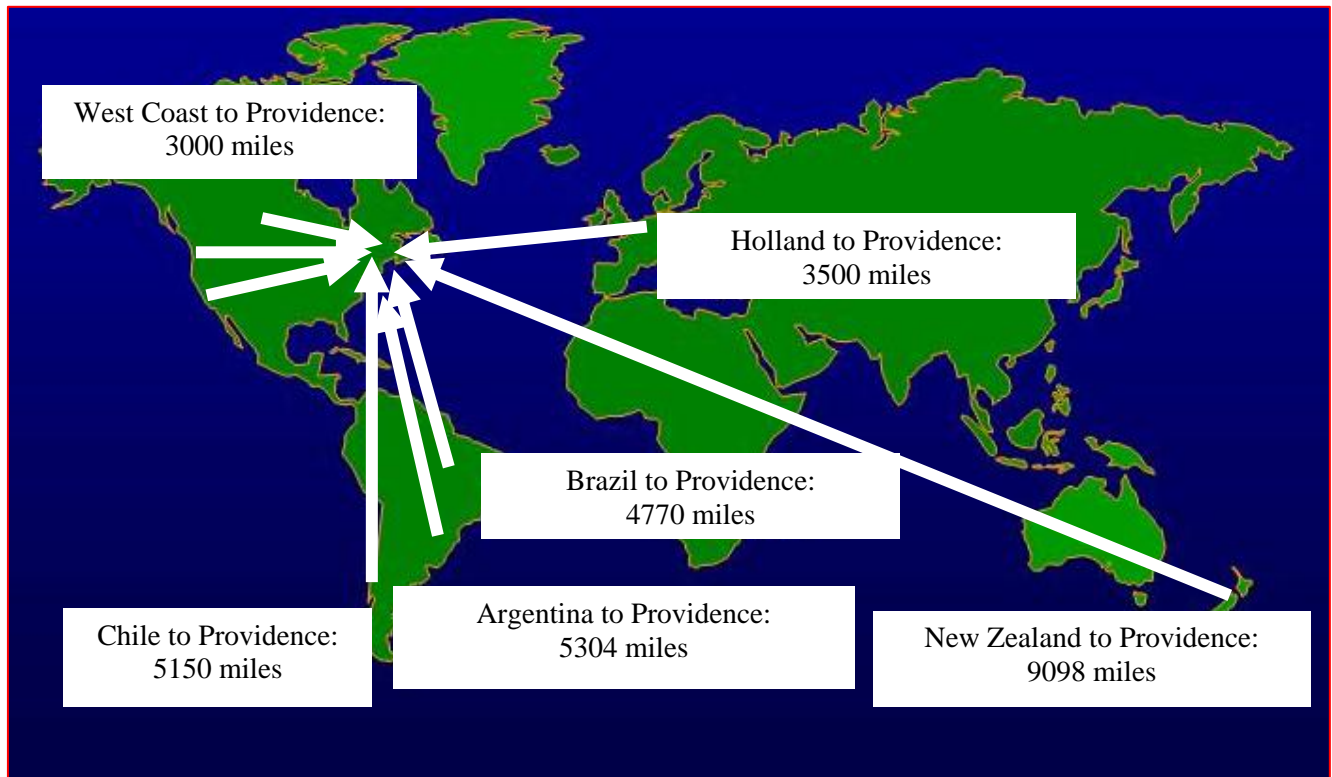 West Coast to Providence:
3000 miles
Holland to Providence:
3500 miles
Brazil to Providence:
4770 miles
Argentina to Providence:
5304 miles
Chile to Providence:
5150 miles
New Zealand to Providence:
9098 miles